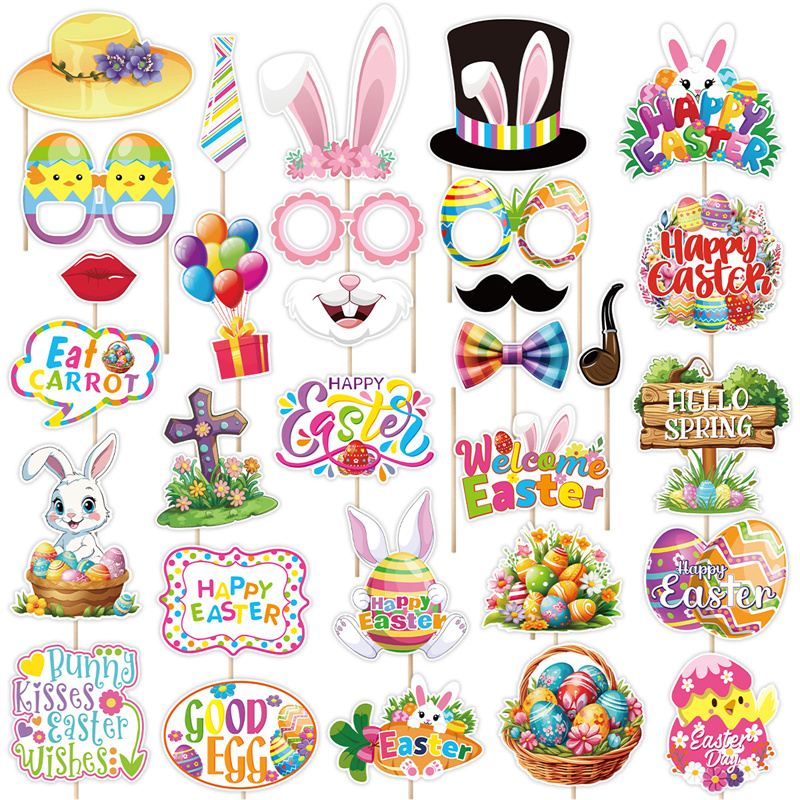 HAPPY
EASTER
Happy
Easter
Eat
CARROT
HAPPY
Easter
HELLO
SPRING
Welcome
Easter
HAPPY
EASTER
Happy
Easter
Happy
Easter
Bunny
Kisses
Easter
Wishes
GOOD
EGG
Easter
Easter
Day